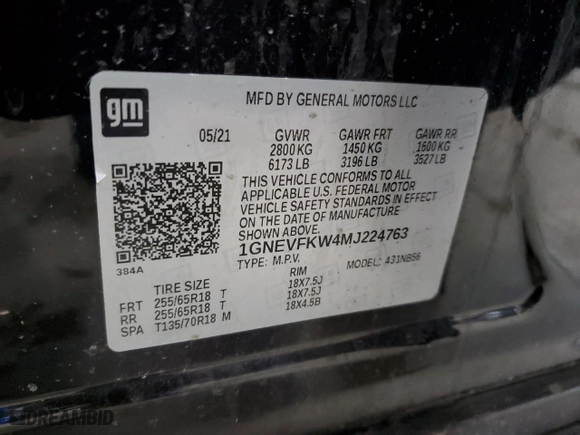 gm
MFD BY GENERAL MOTORS LLC
05/21 GVWR GAWR FRT GAWR RR
2800 KG 1450 KG 1600 KG
6173 LB 3196 LB 3527 LB
THIS VEHICLE CONFORMS TO ALL
APPLICABLE U.S. FEDERAL MOTOR
VEHICLE SAFETY STANDARDS IN EFFECT
ON THE DATE OF MANUFACTURE
SHOWN ABOVE.
1GNEVFKW4MJ224763
384A
TYPE: M.P.V. MODEL: 431NB56
TIRE SIZE RIM
FRT 255/65R18 T 18X7.5J
RR 255/65R18 T 18X7.5J
SPA T135/70R18 M 18X4.5B
DREAMBID